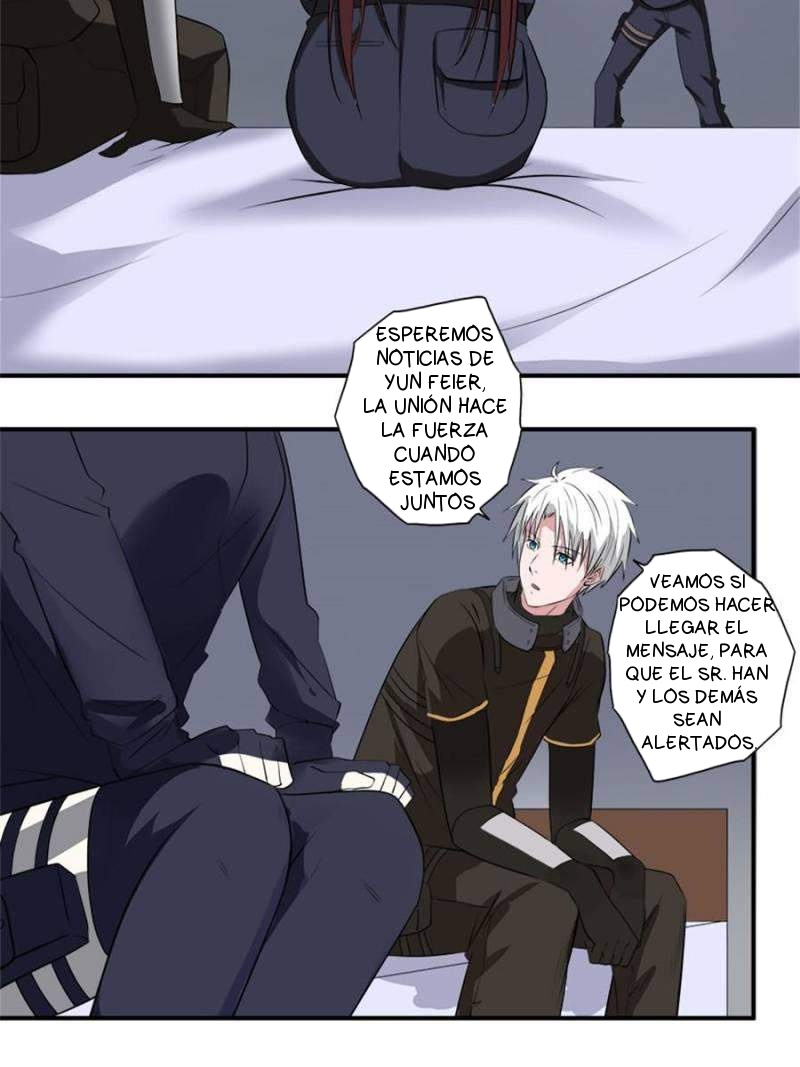 ESPEREMOS
NOTICIAS DE
YUN FEIER,
LA UNIÓN HACE
LA FUERZA
CUANDO
ESTAMOS
JUNTOS.
VEAMOS SI
PODEMOS HACER
LLEGAR EL
MENSAJE, PARA
QUE EL SR. HAN
Y LOS DEMÁS
SEAN
ALERTADOS.